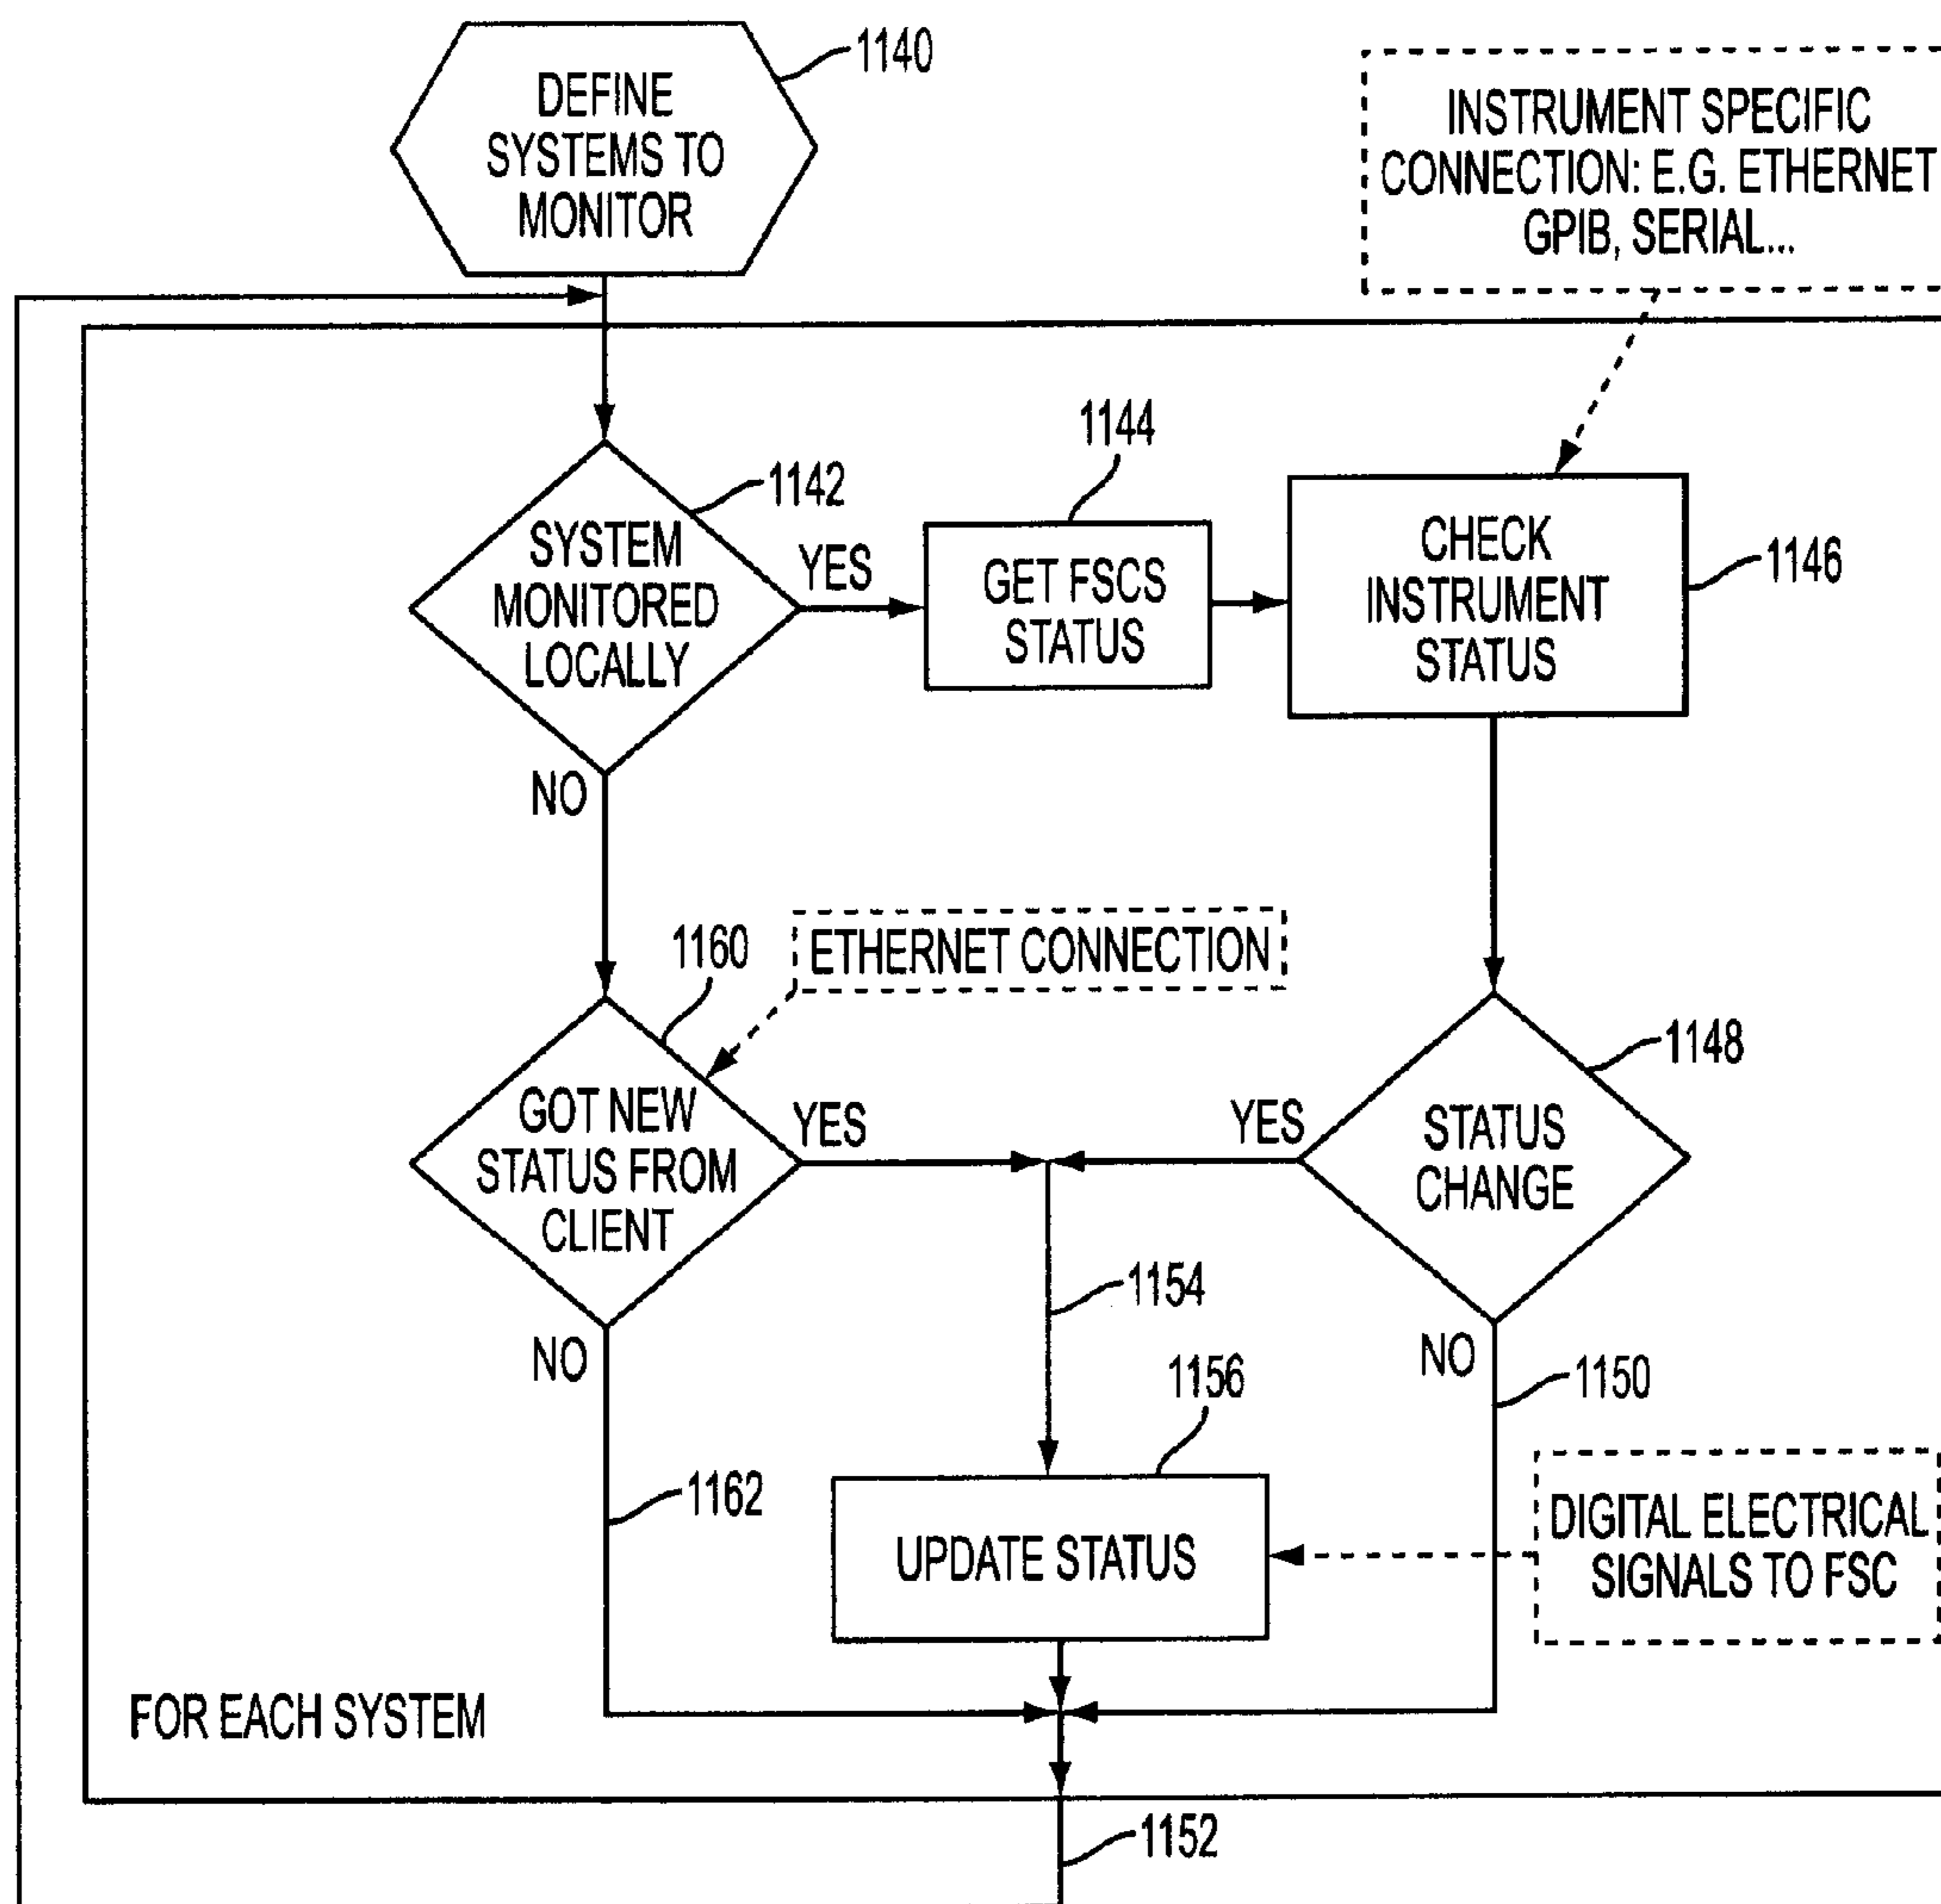 1140
DEFINE
SYSTEMS TO
MONITOR
INSTRUMENT SPECIFIC
CONNECTION: E.G. ETHERNET
GPIB, SERIAL...
1142
SYSTEM
MONITORED
LOCALLY
YES
NO
1144
GET FSCS
STATUS
CHECK
INSTRUMENT
STATUS
1146
1160
ETHERNET CONNECTION
GOT NEW
STATUS FROM
CLIENT
YES
NO
1148
STATUS
CHANGE
YES
NO
1154
1150
1156
UPDATE STATUS
1162
DIGITAL ELECTRICAL
SIGNALS TO FSC
FOR EACH SYSTEM
1152